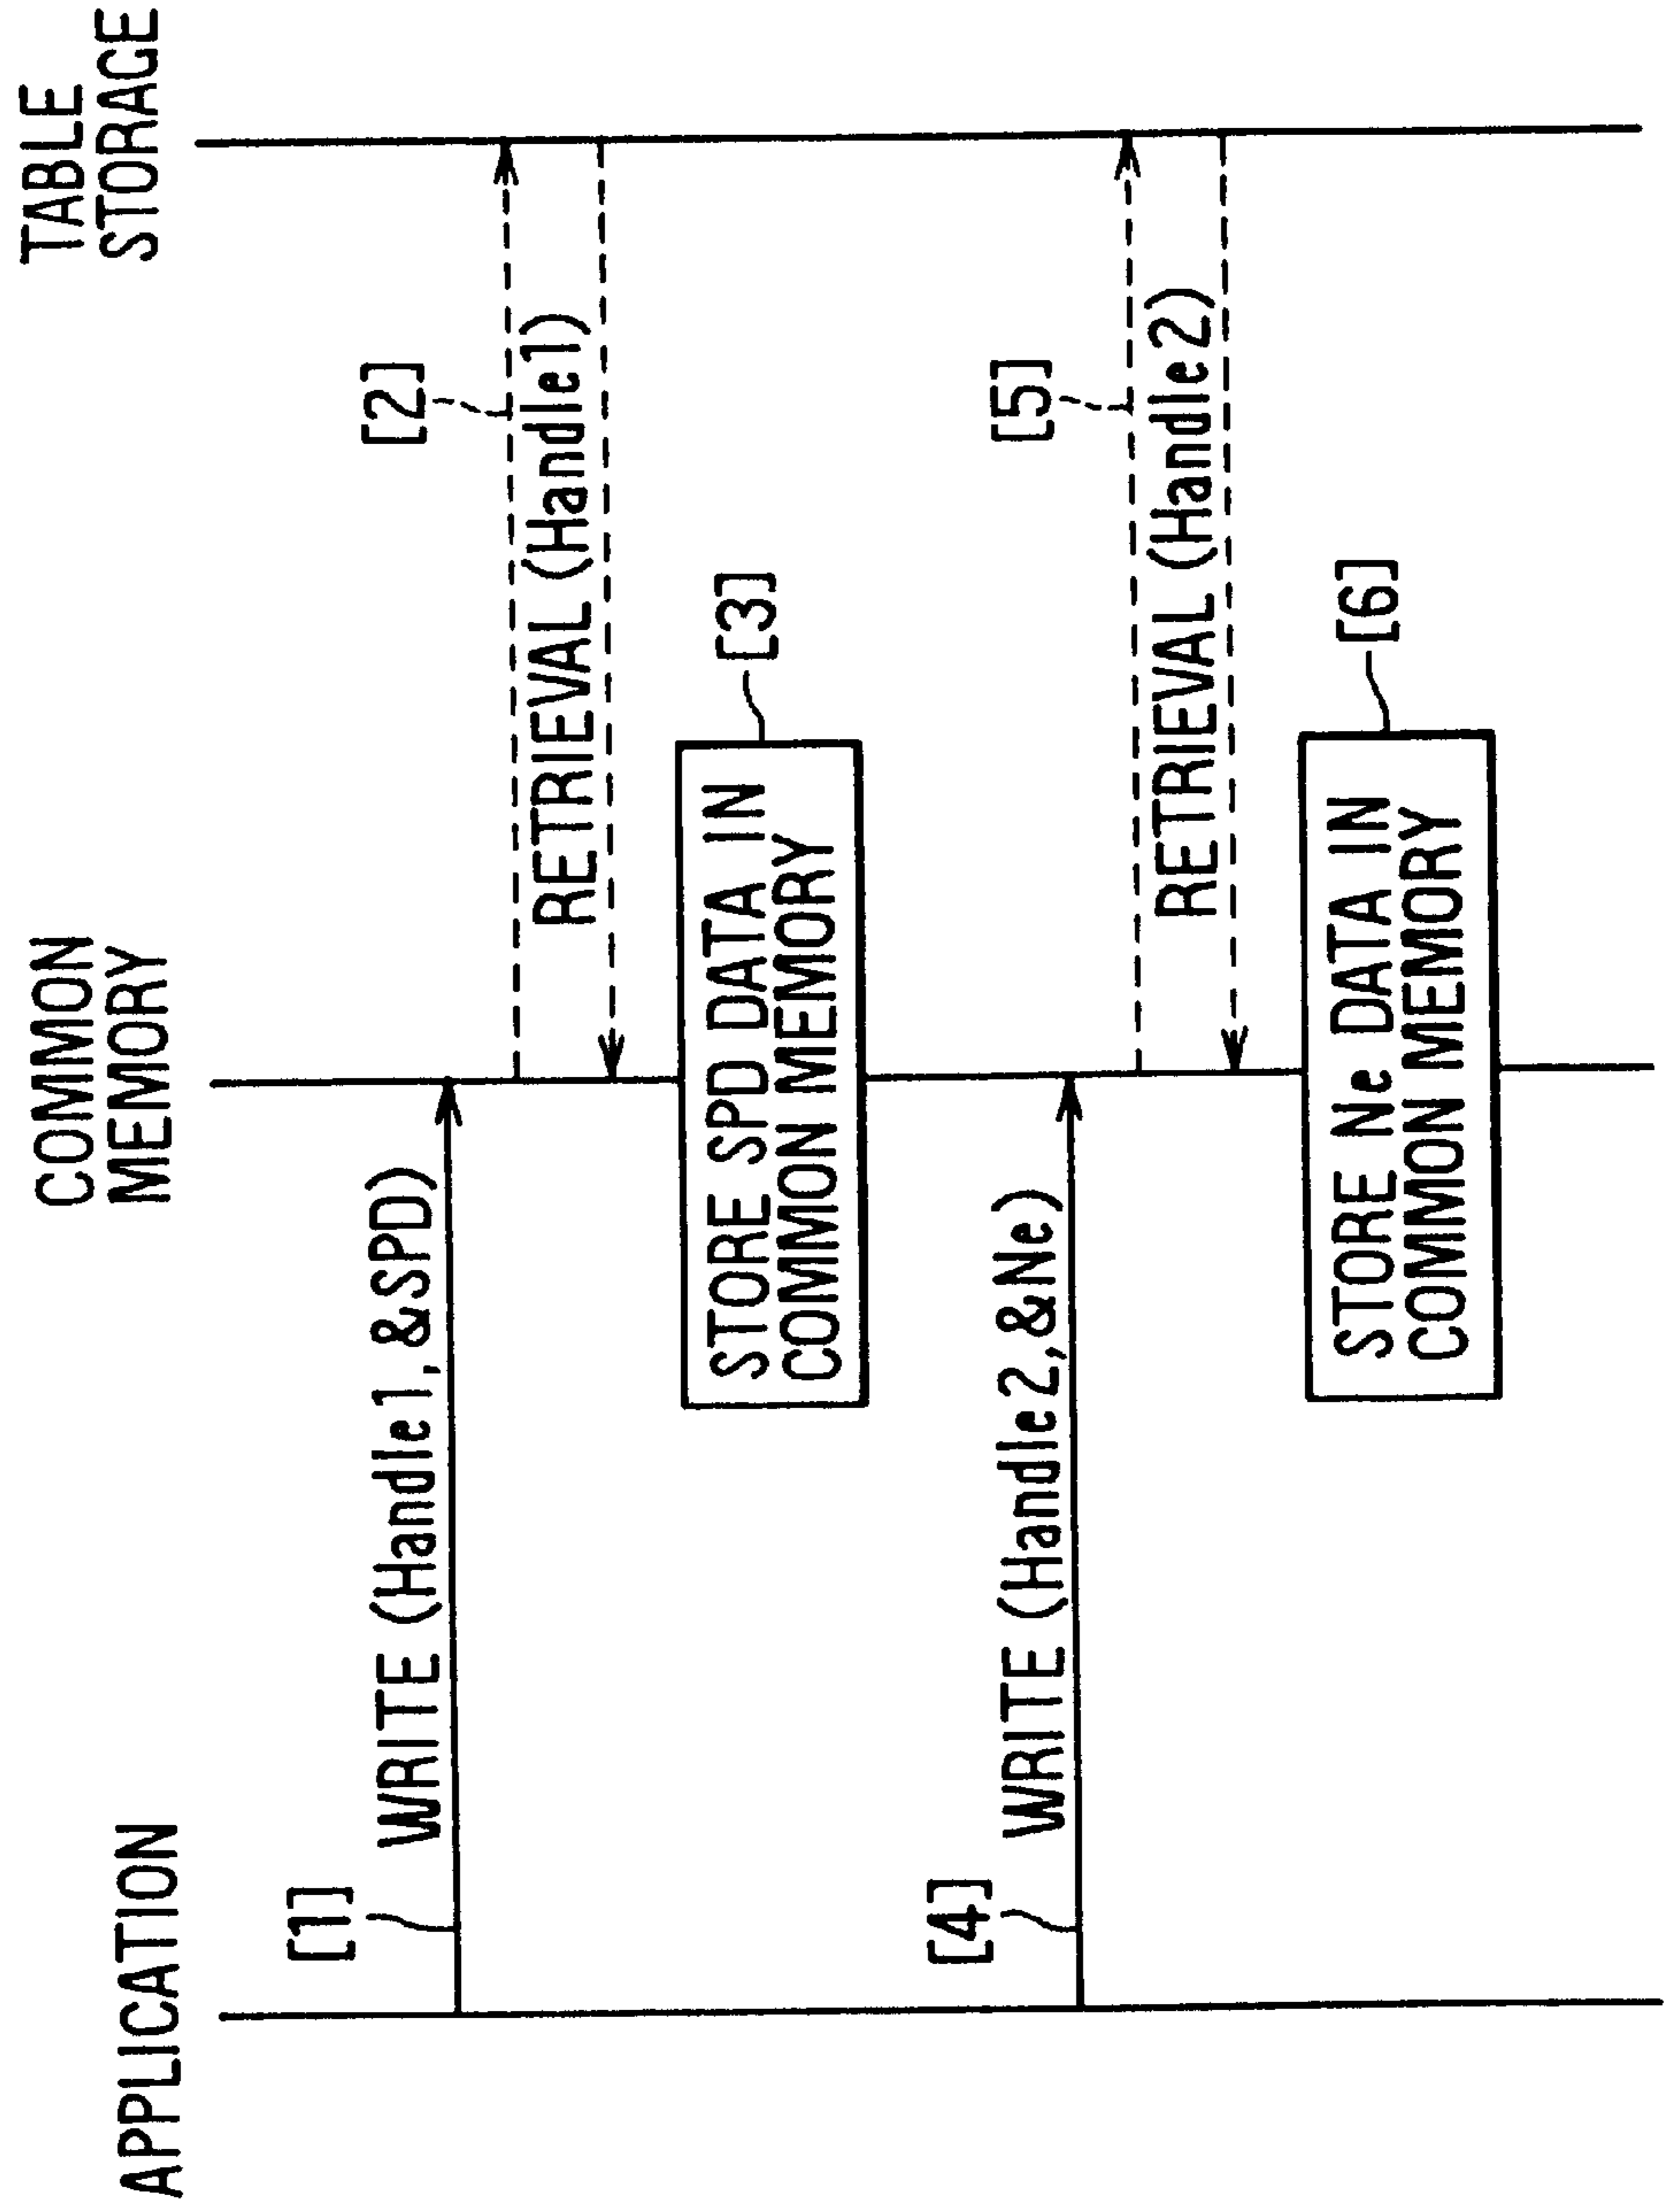 APPLICATION
COMMON
MEMORY
TABLE
STORAGE
[1]
WRITE (Handle1,&SPD)
[2]
RETRIEVAL (Handle1)
[3]
STORE SPD DATA IN
COMMON MEMORY
[4]
WRITE (Handle2,&Ne)
[5]
RETRIEVAL (Handle2)
[6]
STORE Ne DATA IN
COMMON MEMORY